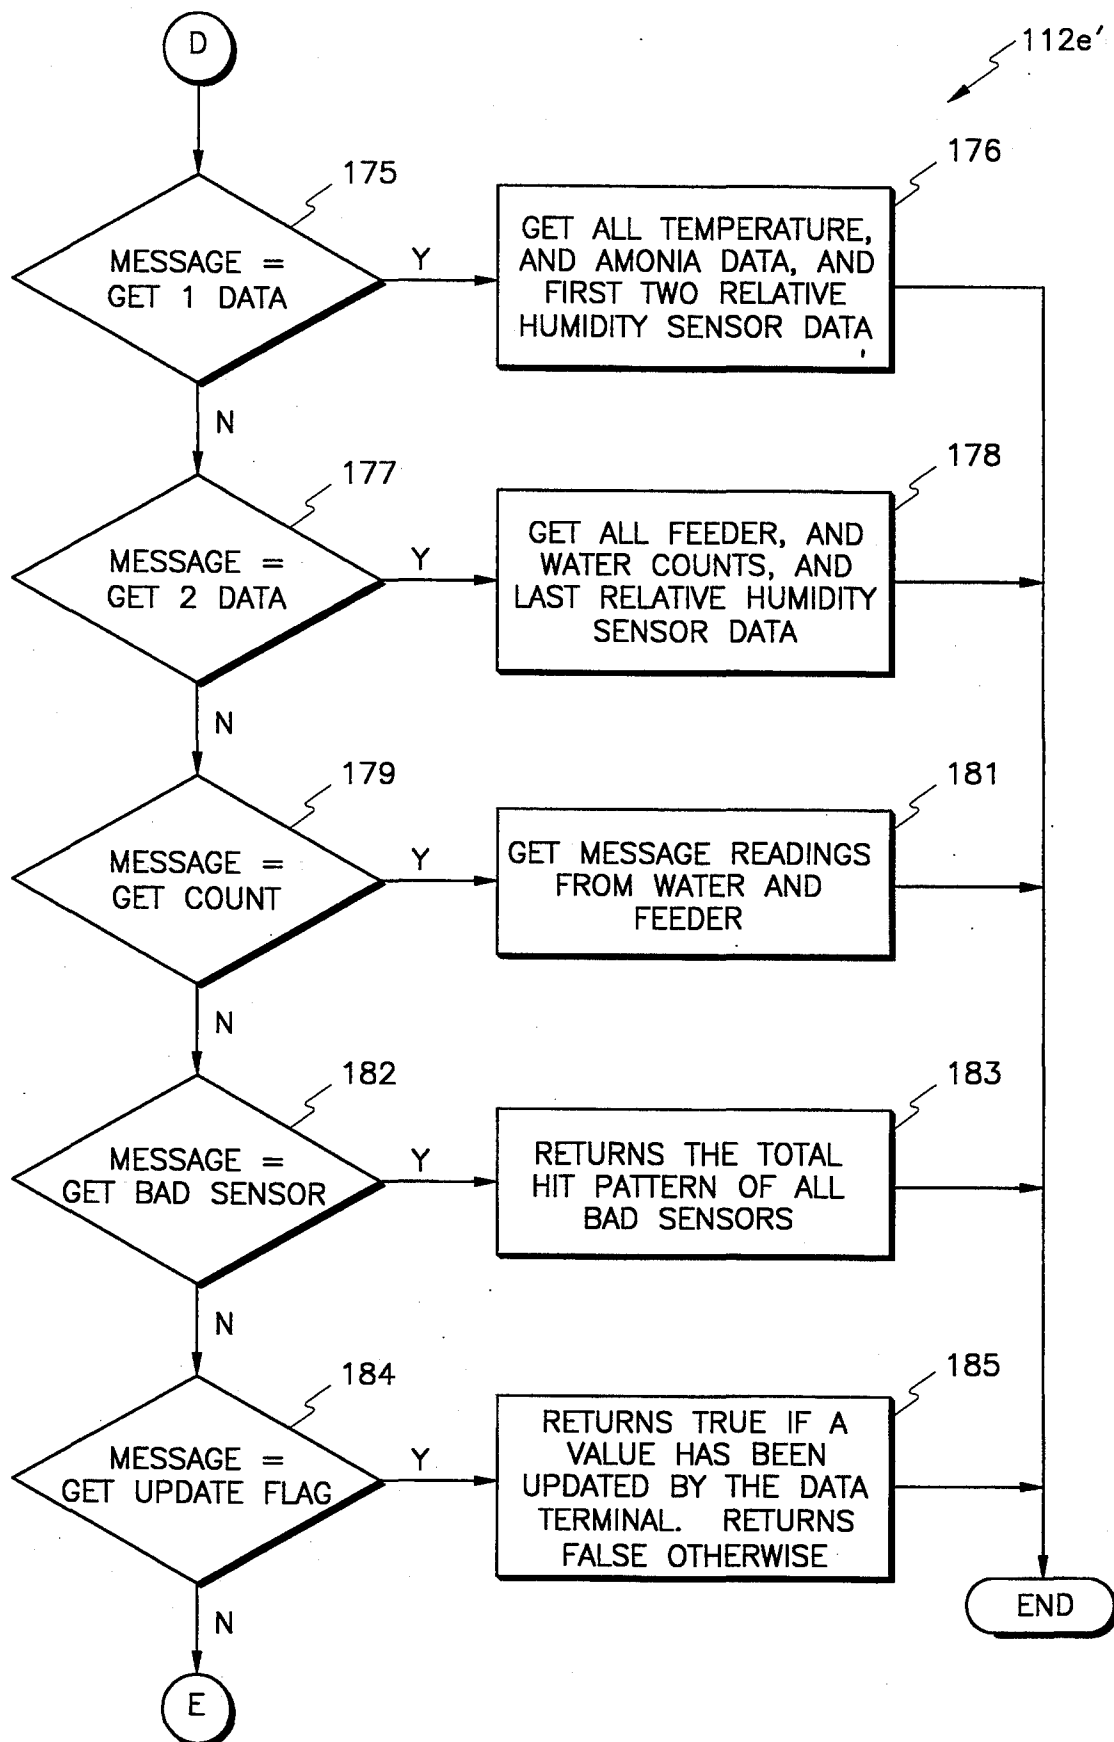 D
112e'
175
MESSAGE =
GET 1 DATA
Y
N
176
GET ALL TEMPERATURE,
AND AMONIA DATA, AND
FIRST TWO RELATIVE
HUMIDITY SENSOR DATA
177
MESSAGE =
GET 2 DATA
Y
N
178
GET ALL FEEDER, AND
WATER COUNTS, AND
LAST RELATIVE HUMIDITY
SENSOR DATA
179
MESSAGE =
GET COUNT
Y
N
181
GET MESSAGE READINGS
FROM WATER AND
FEEDER
182
MESSAGE =
GET BAD SENSOR
Y
N
183
RETURNS THE TOTAL
HIT PATTERN OF ALL
BAD SENSORS
184
MESSAGE =
GET UPDATE FLAG
Y
N
185
RETURNS TRUE IF A
VALUE HAS BEEN
UPDATED BY THE DATA
TERMINAL. RETURNS
FALSE OTHERWISE
END
E